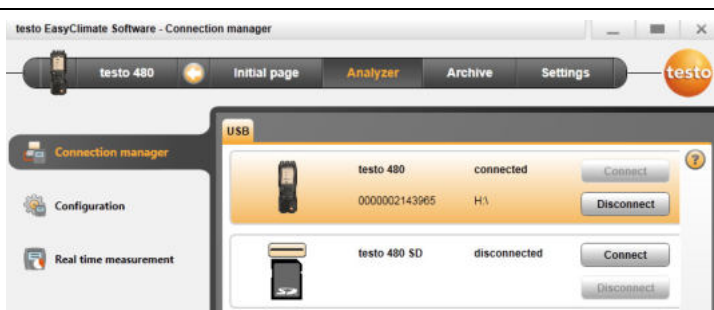 testo EasyClimate Software - Connection manager
testo 480 Initial page Analyzer Archive Settings testo
USB
Connection manager
testo 480 connected Connect
0000002143965 H:\ Disconnect
Configuration
testo 480 SD disconnected Connect
Real time measurement
Disconnect